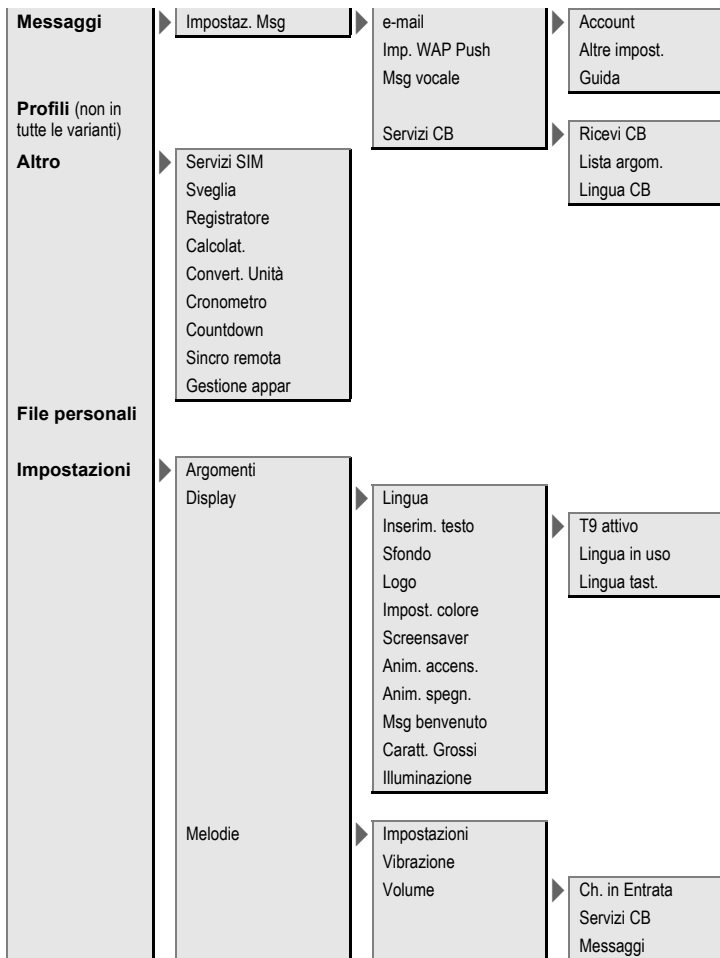 Messaggi
Impostaz. Msg
e-mail
Account
Imp. WAP Push
Altre impost.
Msg vocale
Guida
Profili (non in
tutte le varianti)
Servizi CB
Ricevi CB
Lista argom.
Lingua CB
Altro
Servizi SIM
Sveglia
Registratore
Calcolat.
Convert. Unità
Cronometro
Countdown
Sincro remota
Gestione appar
File personali
Impostazioni
Argomenti
Display
Lingua
Inserim. testo
T9 attivo
Lingua in uso
Lingua tast.
Sfondo
Logo
Impost. colore
Screensaver
Anim. accens.
Anim. spegn.
Msg benvenuto
Caratt. Grossi
Illuminazione
Melodie
Impostazioni
Vibrazione
Volume
Ch. in Entrata
Servizi CB
Messaggi